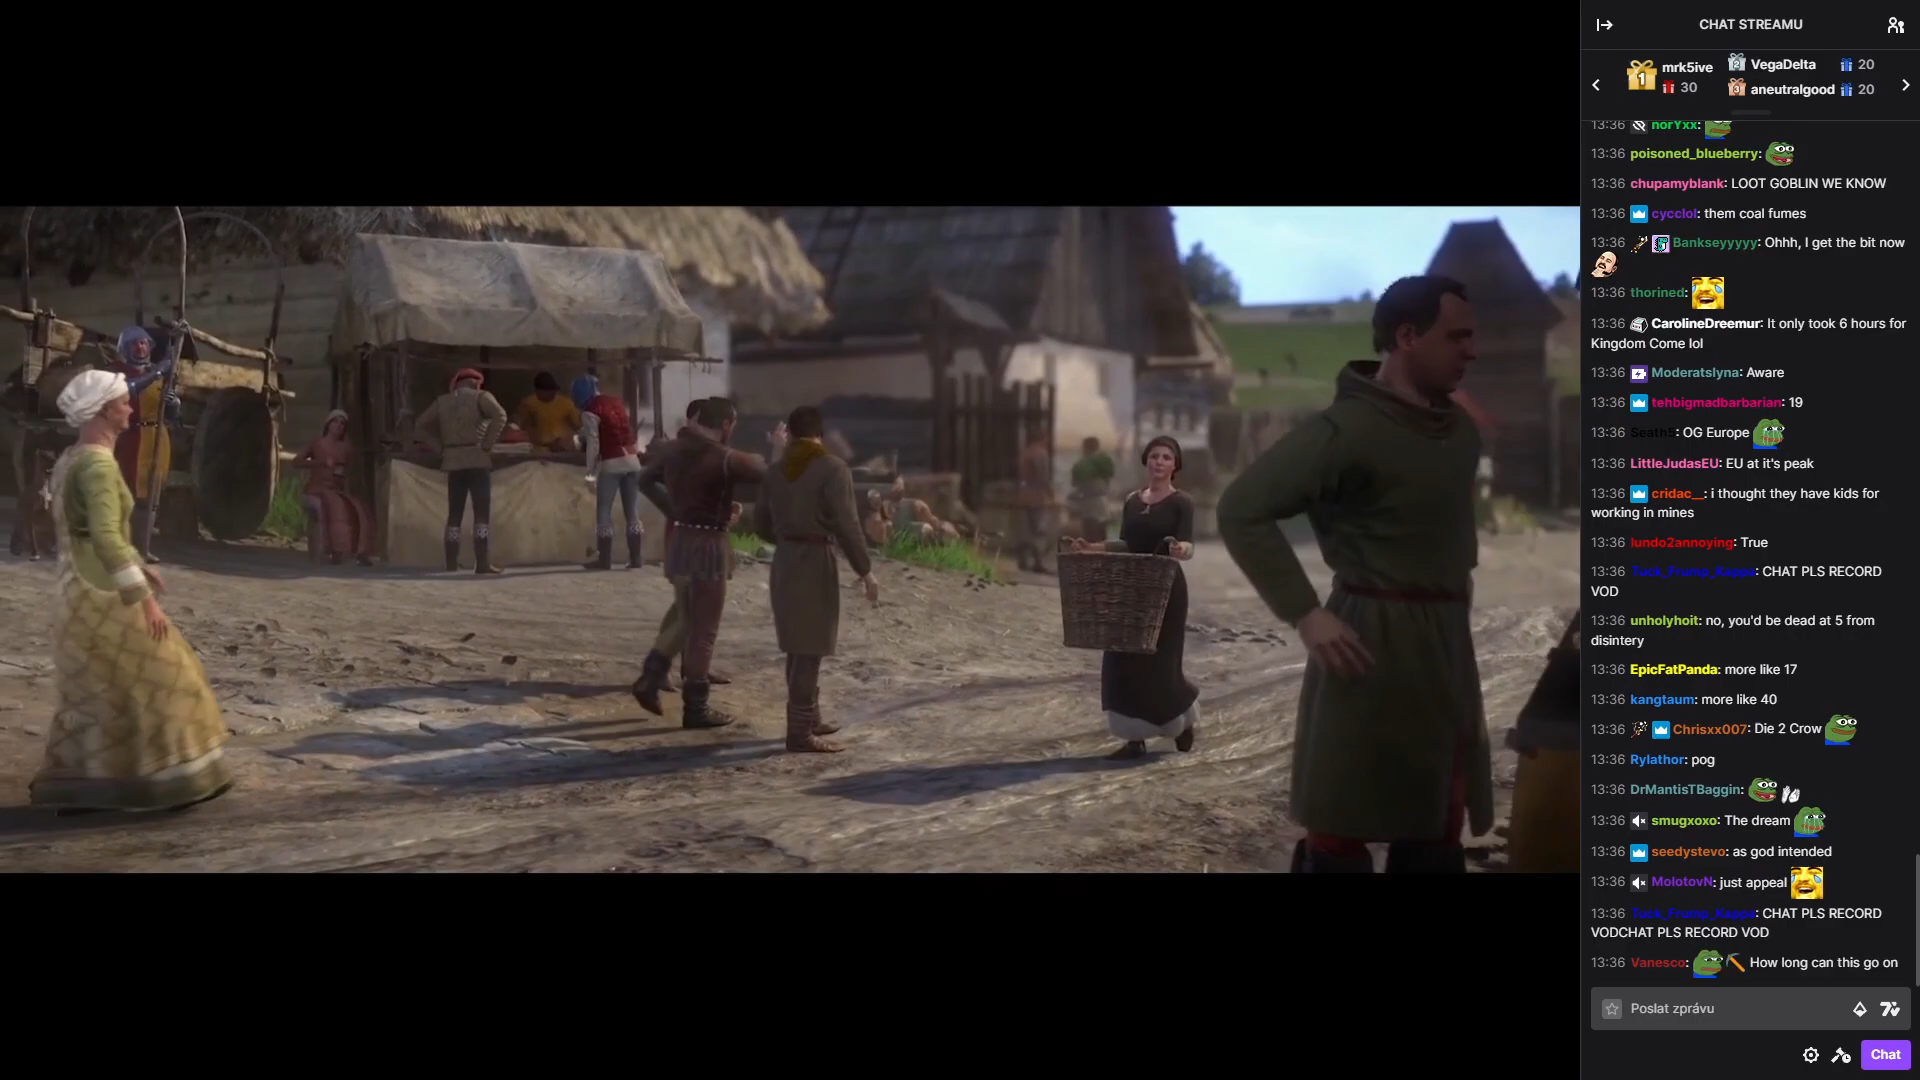 CHAT STREAMU
mrk5ive
30
VegaDelta 20
aneutralgood 20
13:36 norYxx:
13:36 poisoned_blueberry:
13:36 chupamyblank: LOOT GOBLIN WE KNOW
13:36 cycclol: them coal fumes
13:36 Bankseyyyyy: Ohhh, I get the bit now
13:36 thorined:
13:36 CarolineDreemur: It only took 6 hours for
Kingdom Come lol
13:36 Moderatslyna: Aware
13:36 tehbigmadbarbarian: 19
13:36 : OG Europe
13:36 LittleJudasEU: EU at it's peak
13:36 cridac__: i thought they have kids for
working in mines
13:36 lundo2annoying: True
13:36 Tuck_Frump_Kappa: CHAT PLS RECORD
VOD
13:36 unholyhoit: no, you'd be dead at 5 from
disintery
13:36 EpicFatPanda: more like 17
13:36 kangtaum: more like 40
13:36 Chrisxx007: Die 2 Crow
13:36 Rylathor: pog
13:36 DrMantisTBaggin:
13:36 smugxoxo: The dream
13:36 seedystevo: as god intended
13:36 MolotovN: just appeal
13:36 Tuck_Frump_Kappa: CHAT PLS RECORD
VODCHAT PLS RECORD VOD
13:36 Vanesco: How long can this go on
Poslat zprávu
Chat